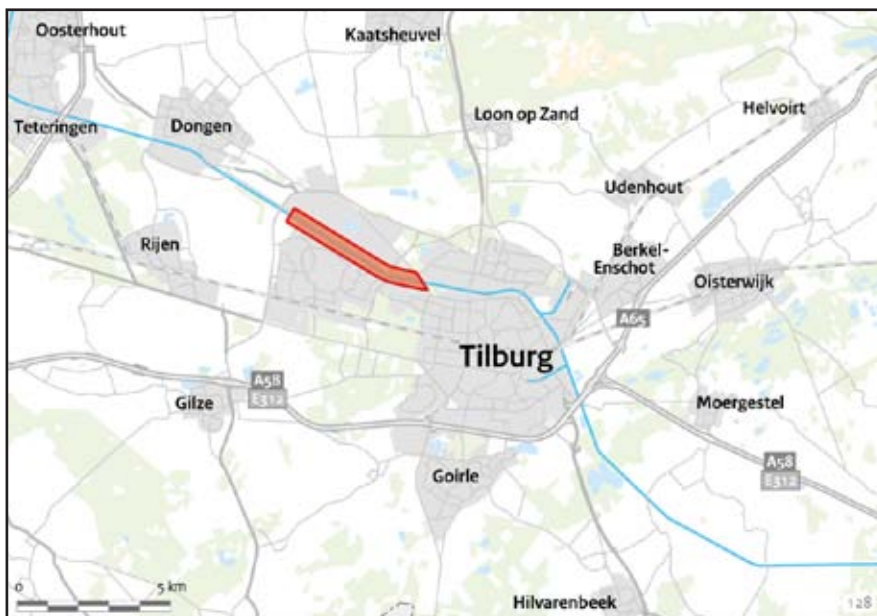 Oosterhout
Kaatsheuvel
Teteringen
Dongen
Loon op Zand
Helvoirt
Udenhout
Rijen
Berkel-
Enschot
Oisterwijk
A65
Tilburg
A58
E312
Gilze
Moergestel
Goirle
A58
E312
0
5 km
Hilvarenbeek
128